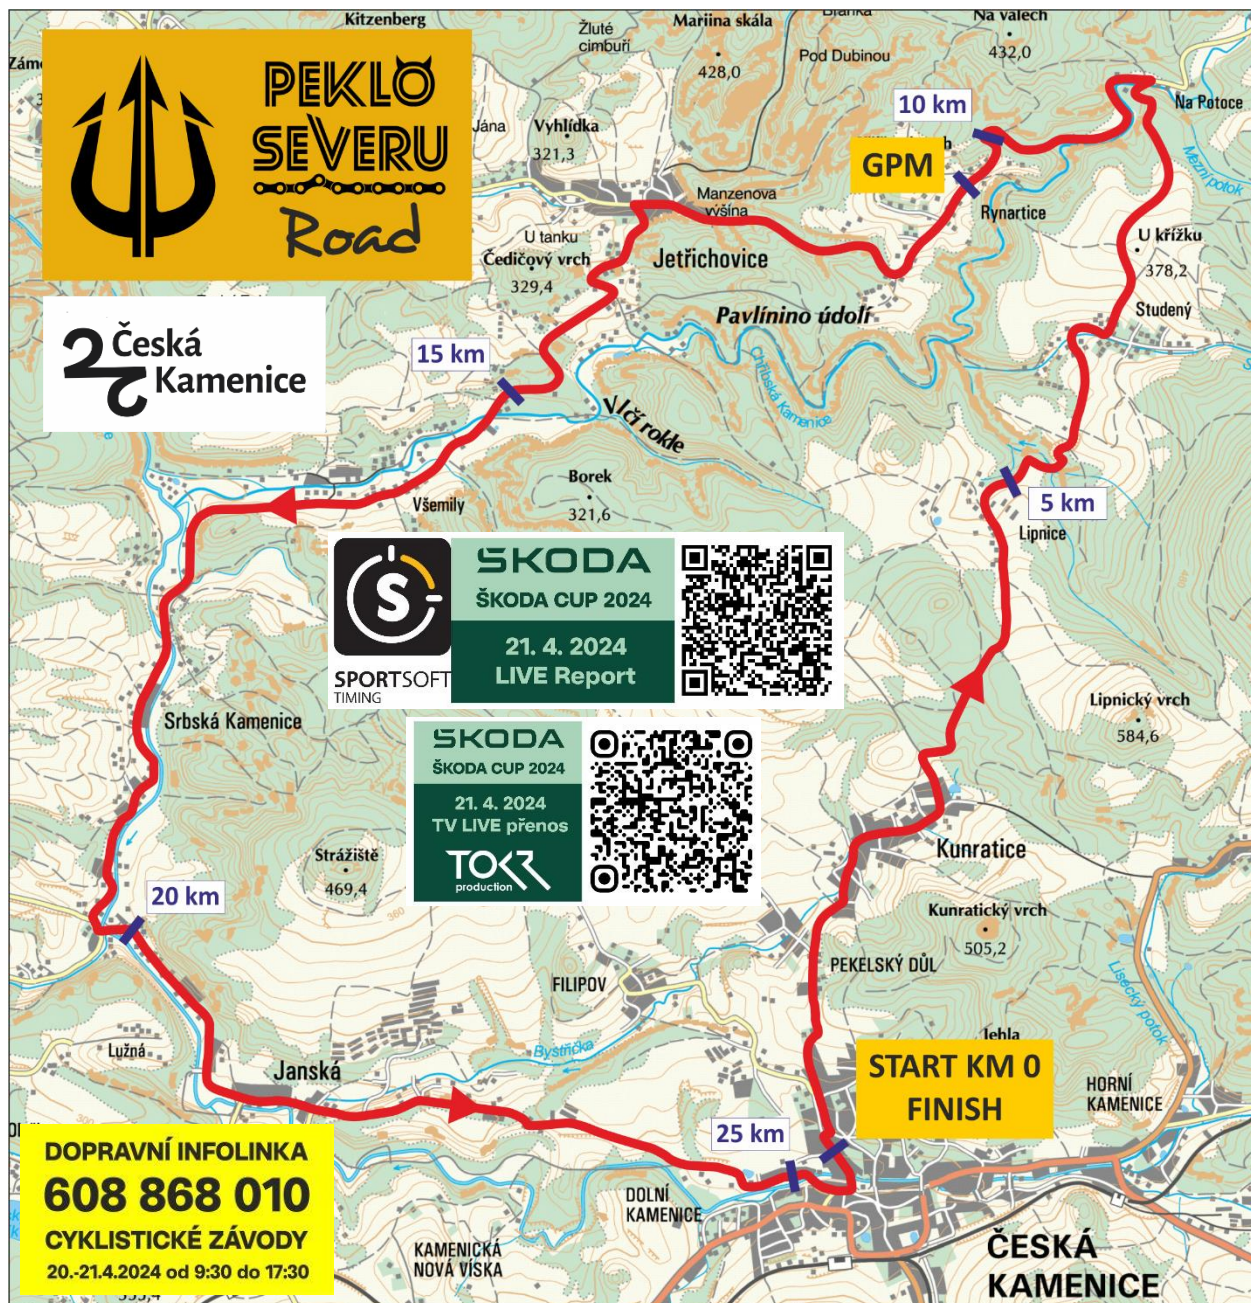 Kitzenberg
Mariina skála
428,0
Na valech
432,0
Žluté
cimbuří
Pod Dubinou
PEKLO
SEVERU
Road
Jána
Vyhlídka
321,3
10 km
GPM
Na Potoce
Mezní potok
Rynartice
Manzenova
výšina
U tanku
Čedičový vrch
329,4
Jetřichovice
U křížku
378,2
Studený
Pavlínino údolí
Chřibská Kamenice
Česká
Kamenice
15 km
Vlčí rokle
Borek
321,6
Všemily
5 km
Lipnice
S
SPORTSOFT
TIMING
ŠKODA
ŠKODA CUP 2024
21. 4. 2024
LIVE Report
Srbská Kamenice
Lipnický vrch
584,6
ŠKODA
ŠKODA CUP 2024
21. 4. 2024
TV LIVE přenos
TOKR
production
Strážiště
469,4
360
Kunratice
20 km
Kunratický vrch
505,2
PEKELSKÝ DŮL
FILIPOV
Lísecký potok
Bystřička
Jehla
Lužná
Janská
START KM 0
FINISH
HORNÍ
KAMENICE
25 km
DOPRAVNÍ INFOLINKA
608 868 010
CYKLISTICKÉ ZÁVODY
20.-21.4.2024 od 9:30 do 17:30
DOLNÍ
KAMENICE
KAMENICKÁ
NOVÁ VÍSKA
ČESKÁ
KAMENICE